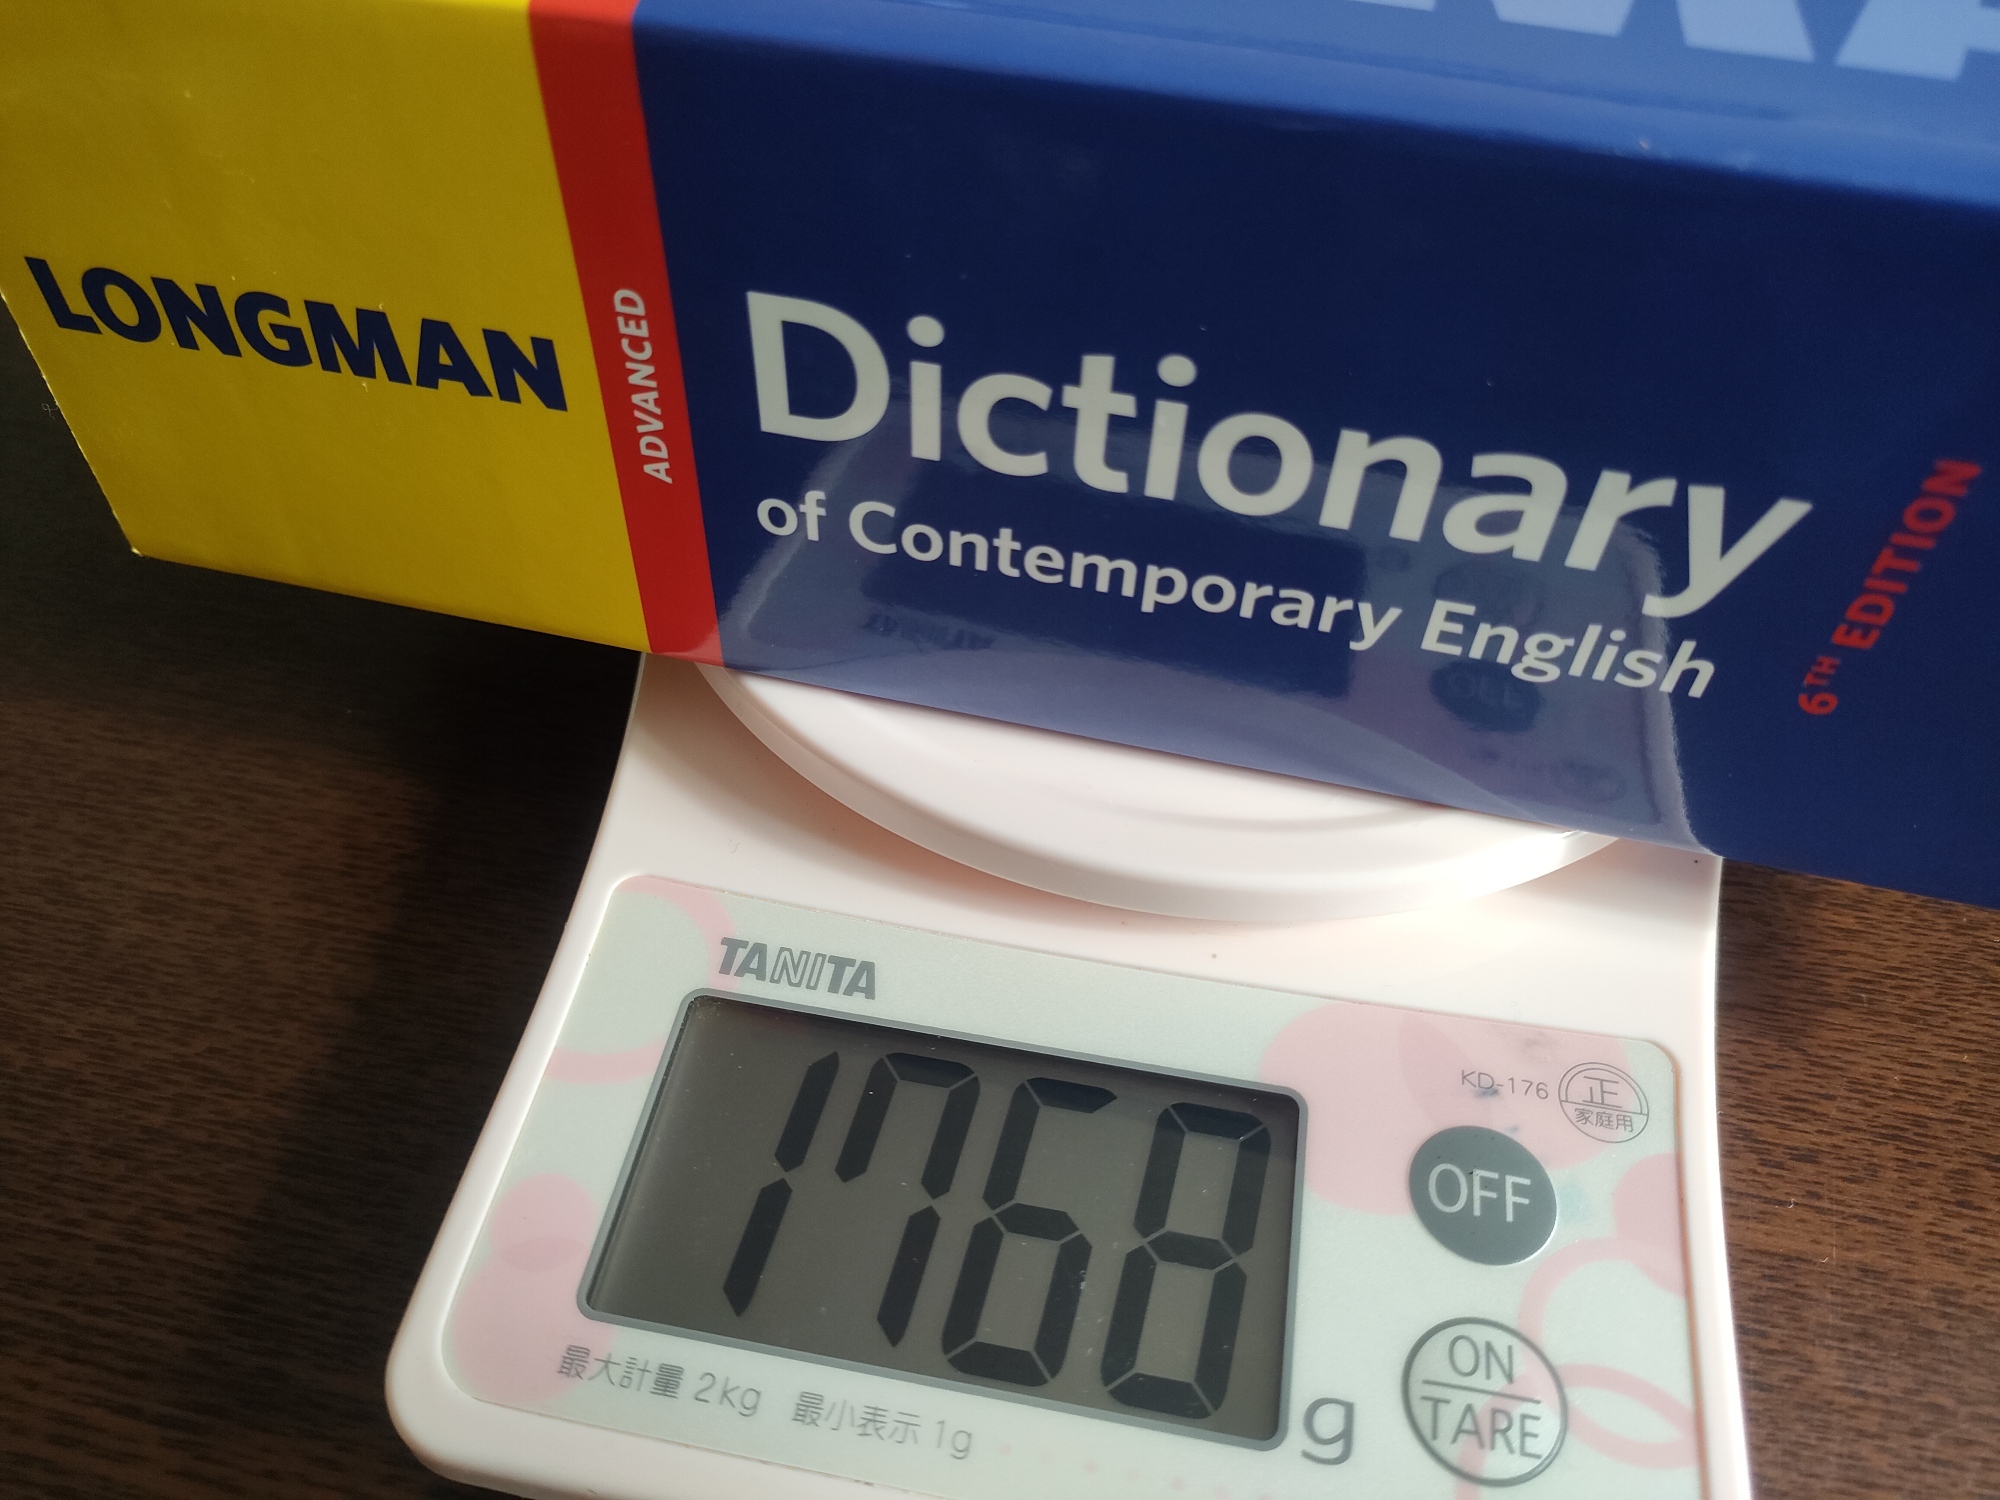 LONGMAN
ADVANCED
Dictionary
of Contemporary English
6TH EDITION
TANITA
KD-176
正
家庭用
1768
g
OFF
ON
TARE
最大計量 2kg 最小表示 1g